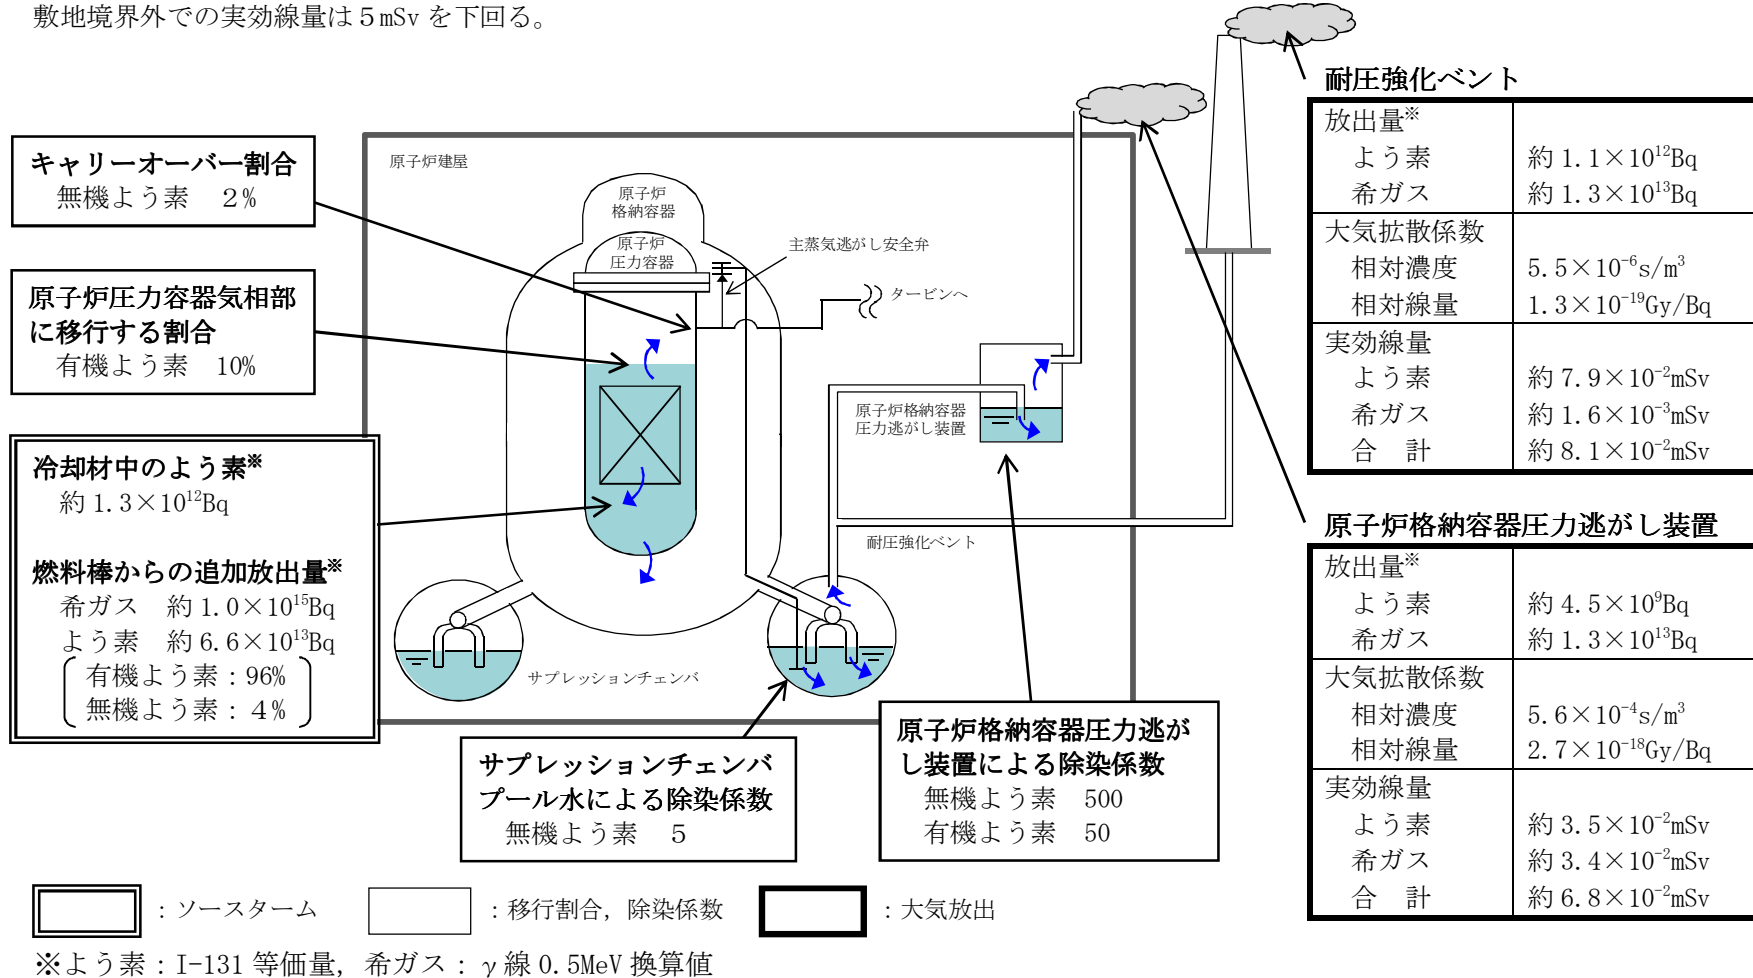 敷地境界外での実効線量は５mSvを下回る。
耐圧強化ベント
放出量※
よう素 約1.1×10¹²Bq
希ガス 約1.3×10¹³Bq
大気拡散係数
相対濃度 5.5×10⁻⁶s/m³
相対線量 1.3×10⁻¹⁹Gy/Bq
実効線量
よう素 約7.9×10⁻²mSv
希ガス 約1.6×10⁻³mSv
合　計 約8.1×10⁻²mSv
原子炉格納容器圧力逃がし装置
放出量※
よう素 約4.5×10⁹Bq
希ガス 約1.3×10¹³Bq
大気拡散係数
相対濃度 5.6×10⁻⁴s/m³
相対線量 2.7×10⁻¹⁸Gy/Bq
実効線量
よう素 約3.5×10⁻²mSv
希ガス 約3.4×10⁻²mSv
合　計 約6.8×10⁻²mSv
キャリーオーバー割合
無機よう素　２%
原子炉圧力容器気相部
に移行する割合
有機よう素　10%
冷却材中のよう素※
約1.3×10¹²Bq
燃料棒からの追加放出量※
希ガス　約1.0×10¹⁵Bq
よう素　約6.6×10¹³Bq
有機よう素：96%
無機よう素：４%
原子炉建屋
原子炉
格納容器
原子炉
圧力容器
主蒸気逃がし安全弁
タービンへ
原子炉格納容器
圧力逃がし装置
耐圧強化ベント
サプレッションチェンバ
サプレッションチェンバ
プール水による除染係数
無機よう素　５
原子炉格納容器圧力逃が
し装置による除染係数
無機よう素　500
有機よう素　50
：ソースターム
：移行割合，除染係数
：大気放出
※よう素：I-131等価量，希ガス：γ線0.5MeV換算値